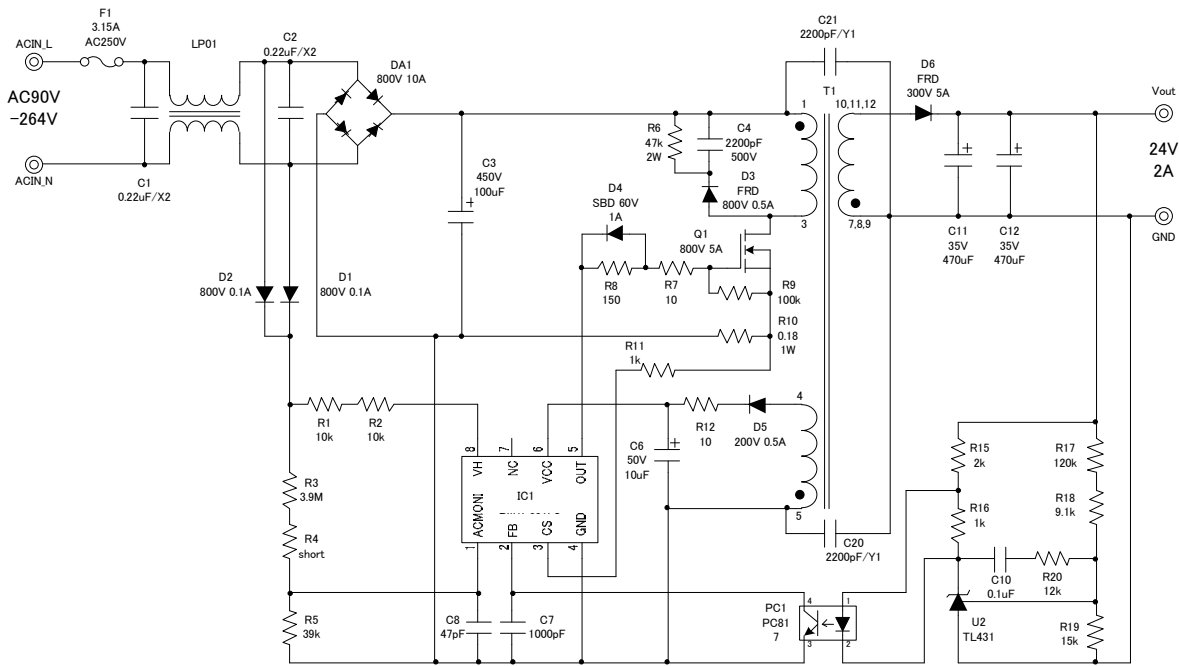 F1
3.15A
AC250V
LP01
C2
0.22uF/X2
C21
2200pF/Y1
ACIN_L
DA1
800V 10A
D6
FRD
300V 5A
Vout
AC90V
-264V
T1
1
10,11,12
R6
47k
2W
C4
2200pF
500V
24V
2A
ACIN_N
C1
0.22uF/X2
C3
450V
100uF
D4
SBD 60V
1A
D3
FRD
800V 0.5A
3
7,8,9
GND
Q1
800V 5A
C11
35V
470uF
C12
35V
470uF
D2
800V 0.1A
D1
800V 0.1A
R8
150
R7
10
R9
100k
R10
0.18
1W
R11
1k
4
R1
10k
R2
10k
R12
10
D5
200V 0.5A
C6
50V
10uF
8
7
6
5
VH
NC
VCC
OUT
IC1
ACMONI
FB
CS
GND
1
2
3
4
R3
3.9M
R4
short
5
R15
2k
R17
120k
R18
9.1k
R16
1k
C20
2200pF/Y1
C10
0.1uF
R20
12k
R5
39k
C8
47pF
C7
1000pF
PC1
PC81
7
4
1
3
2
U2
TL431
R19
15k